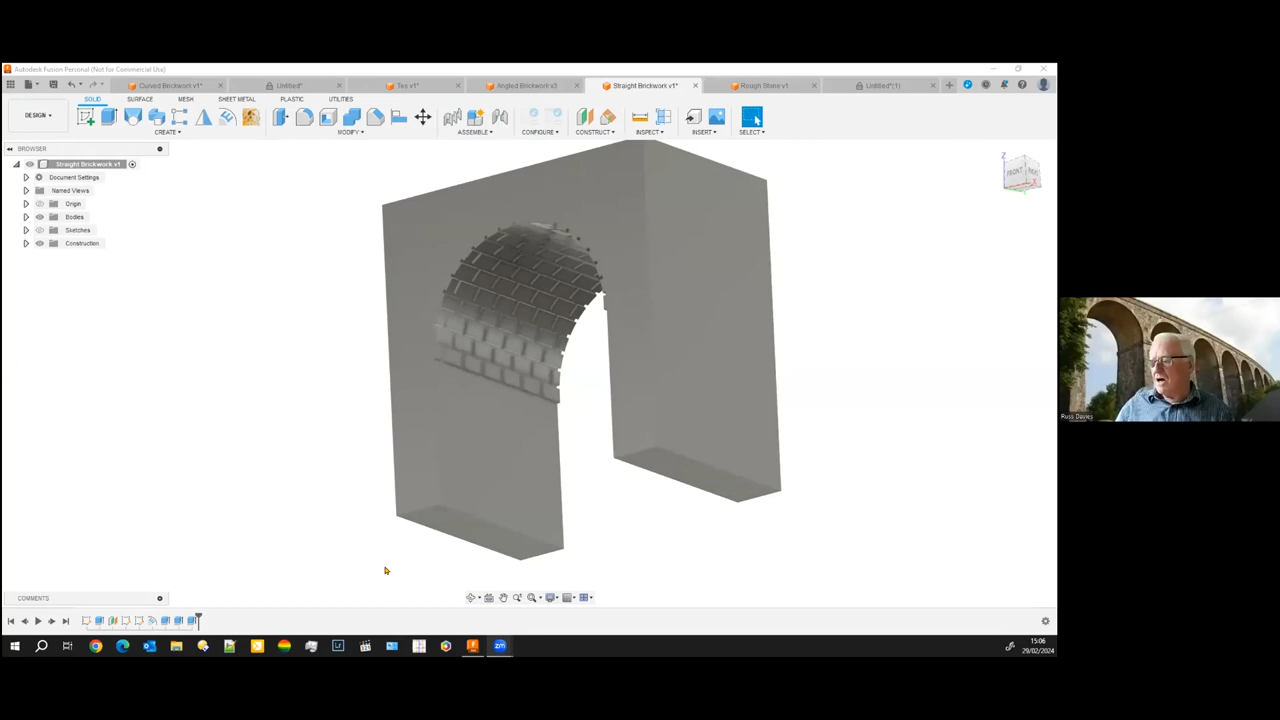 Autodesk Fusion Personal (Not for Commercial Use)
Curved Brickwork v1* Untitled* Tes v1* Angled Brickwork v3 Straight Brickwork v1* Rough Stone v1 Untitled*(1)
SOLID SURFACE MESH SHEET METAL PLASTIC UTILITIES
DESIGN
CREATE MODIFY ASSEMBLE CONFIGURE CONSTRUCT INSPECT INSERT SELECT
BROWSER
Straight Brickwork v1
Document Settings
Named Views
Origin
Bodies
Sketches
Construction
Z
FRONT
X
Russ Davies
COMMENTS
Lr
zm
15:06
29/02/2024